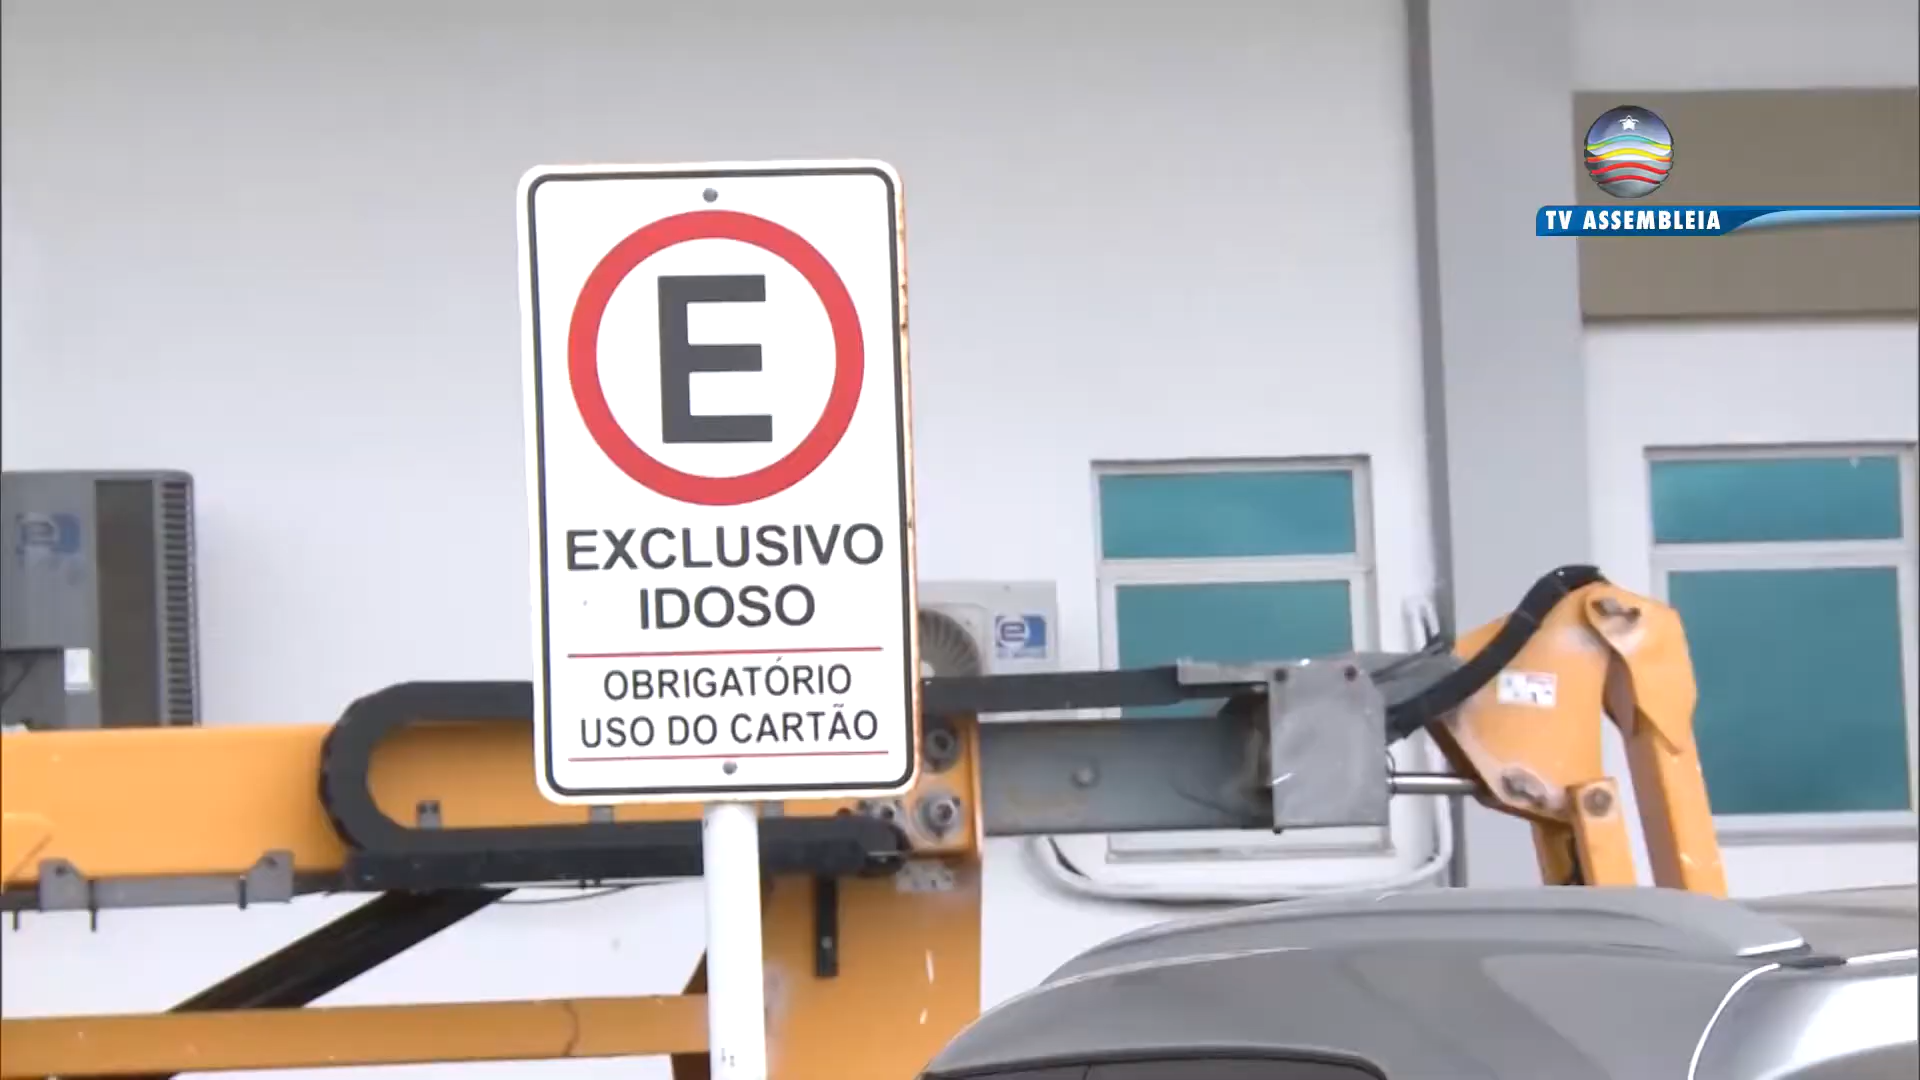 TV ASSEMBLEIA
E
EXCLUSIVO
IDOSO
OBRIGATÓRIO
USO DO CARTÃO
e
e